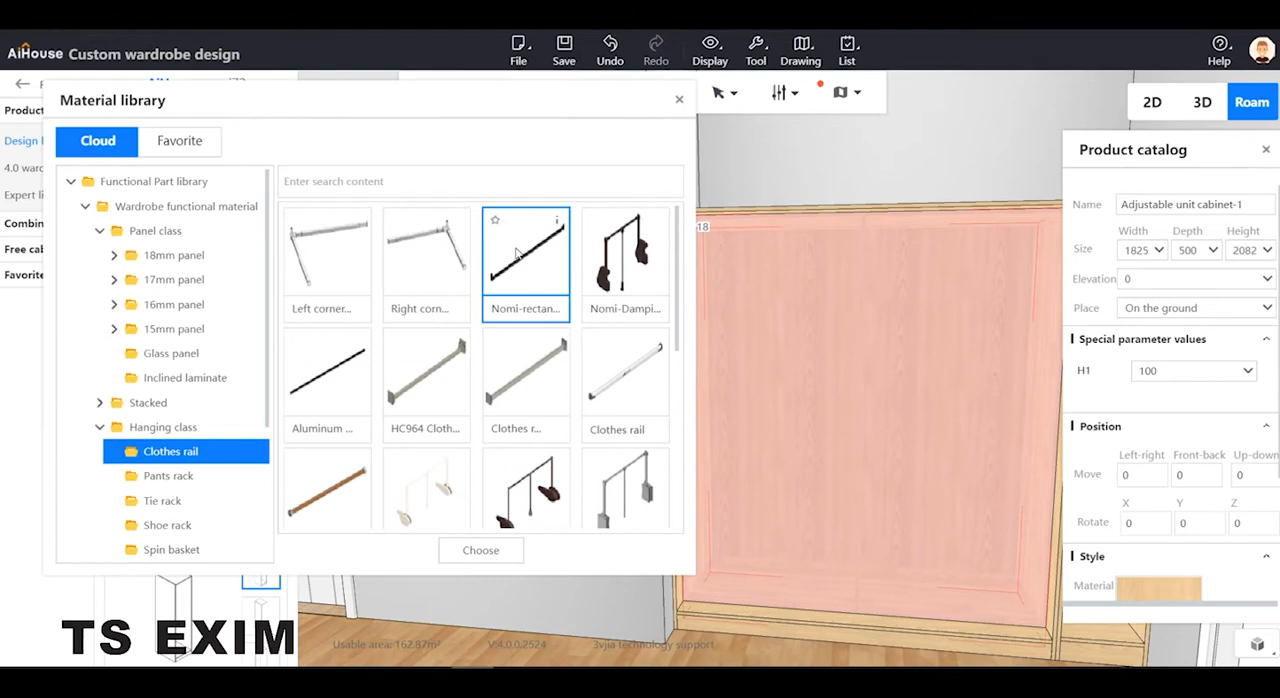 AiHouse Custom wardrobe design
File Save Undo Redo Display Tool Drawing List Help
Material library
Cloud Favorite
Enter search content
Functional Part library
Wardrobe functional material
Panel class
18mm panel
17mm panel
16mm panel
15mm panel
Glass panel
Inclined laminate
Stacked
Hanging class
Clothes rail
Pants rack
Tie rack
Shoe rack
Spin basket
Left corner... Right corn... Nomi-rectan... Nomi-Dampi...
Aluminum ... HC964 Cloth... Clothes r... Clothes rail
Choose
Produc
Design
4.0 ward
Expert li
Combin
Free cab
Favorite
18
2D 3D Roam
Product catalog
Name Adjustable unit cabinet-1
Width Depth Height
Size 1825 500 2082
Elevation 0
Place On the ground
Special parameter values
H1 100
Position
Left-right Front-back Up-down
Move 0 0 0
X Y Z
Rotate 0 0 0
Style
Material
TS EXIM
Usable area: 162.87m² V:4.0.0.2524 3vjia technology support